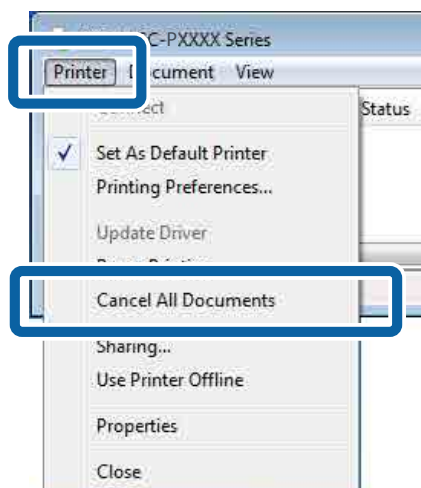 C-PXXXX Series
Printer Document View
Status
Set As Default Printer
Printing Preferences...
Update Driver
Cancel All Documents
Sharing...
Use Printer Offline
Properties
Close